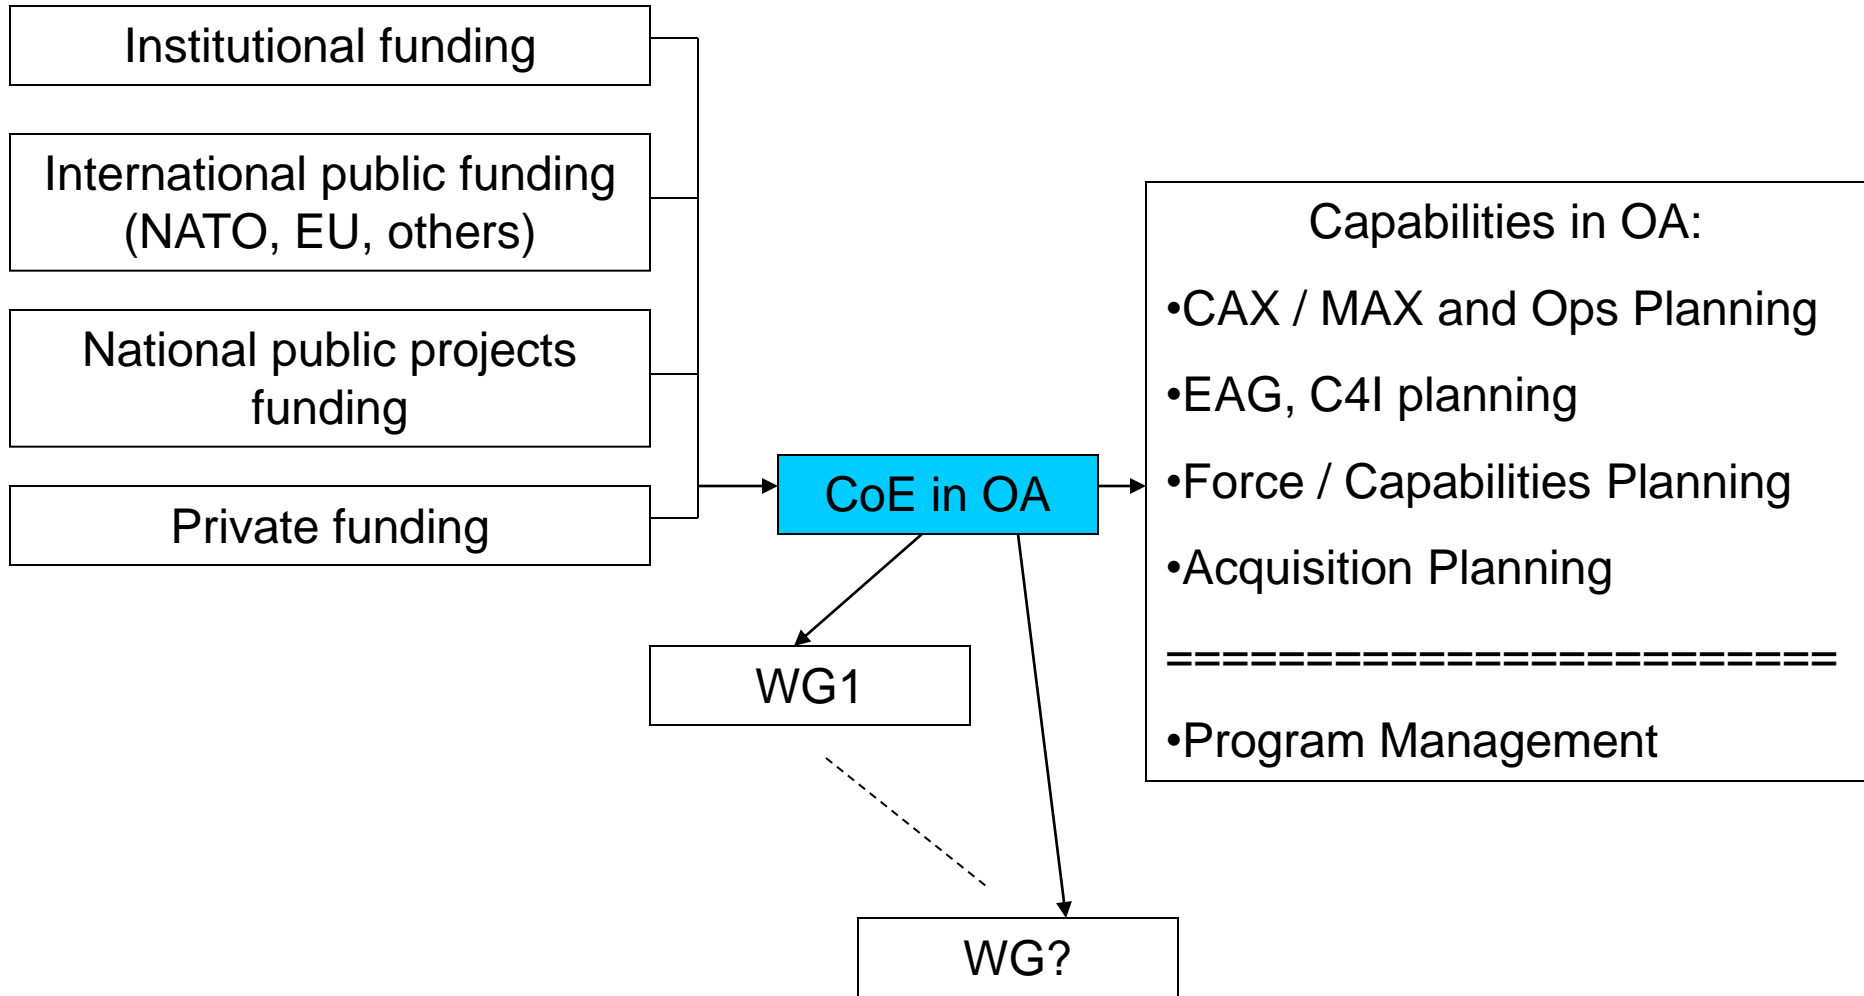 Institutional funding
International public funding
(NATO, EU, others)
National public projects
funding
Private funding
CoE in OA
WG1
WG?
Capabilities in OA:
•CAX / MAX and Ops Planning
•EAG, C4I planning
•Force / Capabilities Planning
•Acquisition Planning
========================
•Program Management